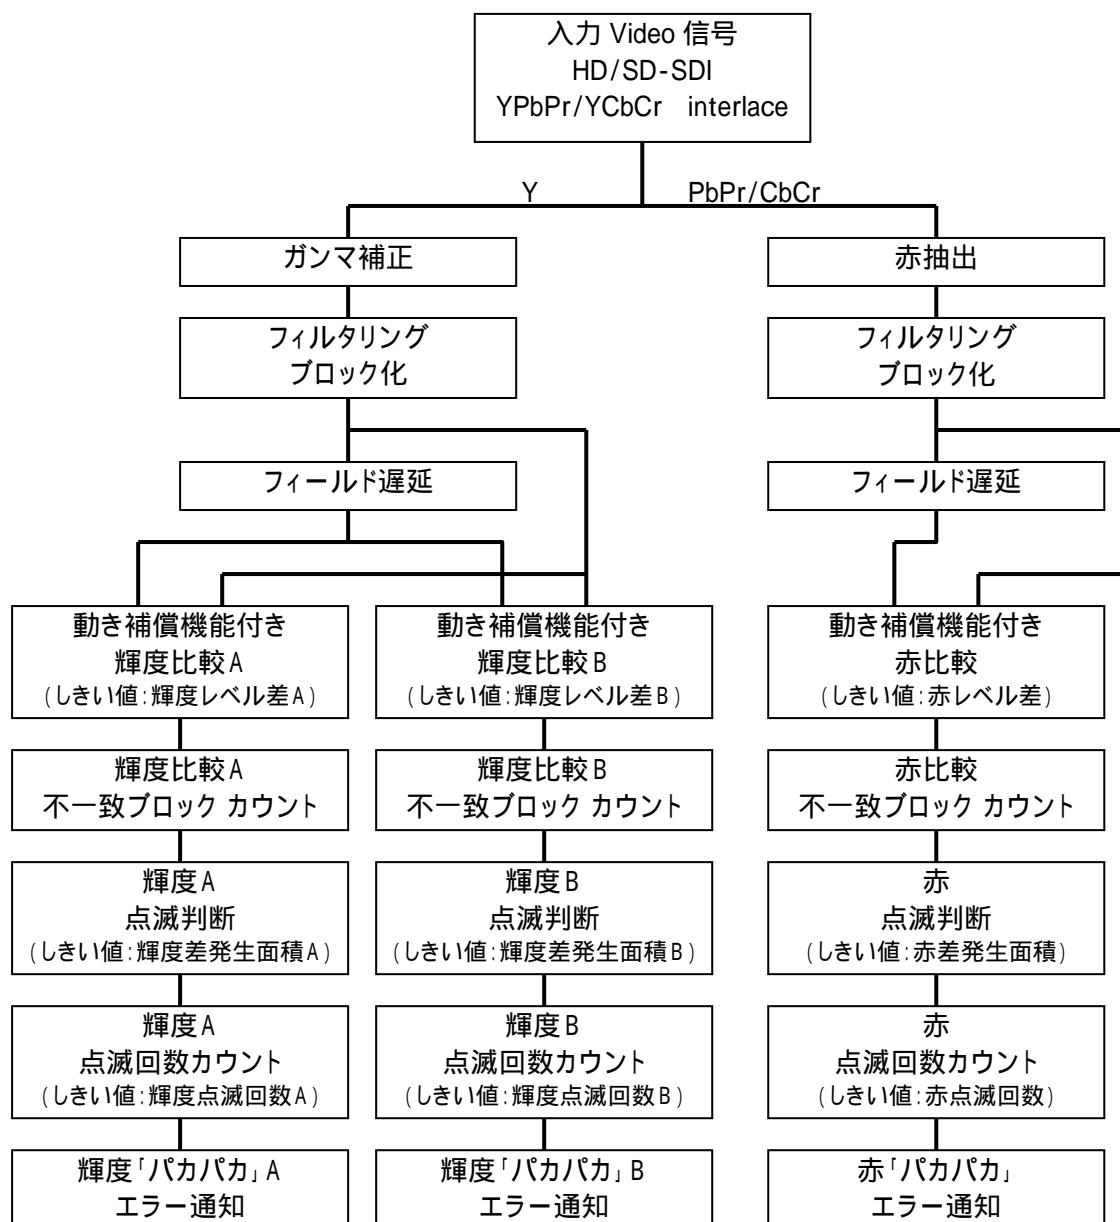 入力 Video 信号
HD/SD-SDI
YPbPr/YCbCr interlace
Y
PbPr/CbCr
ガンマ補正
赤抽出
フィルタリング
ブロック化
フィルタリング
ブロック化
フィールド遅延
フィールド遅延
動き補償機能付き
輝度比較A
(しきい値:輝度レベル差A)
動き補償機能付き
輝度比較B
(しきい値:輝度レベル差B)
動き補償機能付き
赤比較
(しきい値:赤レベル差)
輝度比較A
不一致ブロック カウント
輝度比較B
不一致ブロック カウント
赤比較
不一致ブロック カウント
輝度A
点滅判断
(しきい値:輝度差発生面積A)
輝度B
点滅判断
(しきい値:輝度差発生面積B)
赤
点滅判断
(しきい値:赤差発生面積)
輝度A
点滅回数カウント
(しきい値:輝度点滅回数A)
輝度B
点滅回数カウント
(しきい値:輝度点滅回数B)
赤
点滅回数カウント
(しきい値:赤点滅回数)
輝度「パカパカ」A
エラー通知
輝度「パカパカ」B
エラー通知
赤「パカパカ」
エラー通知